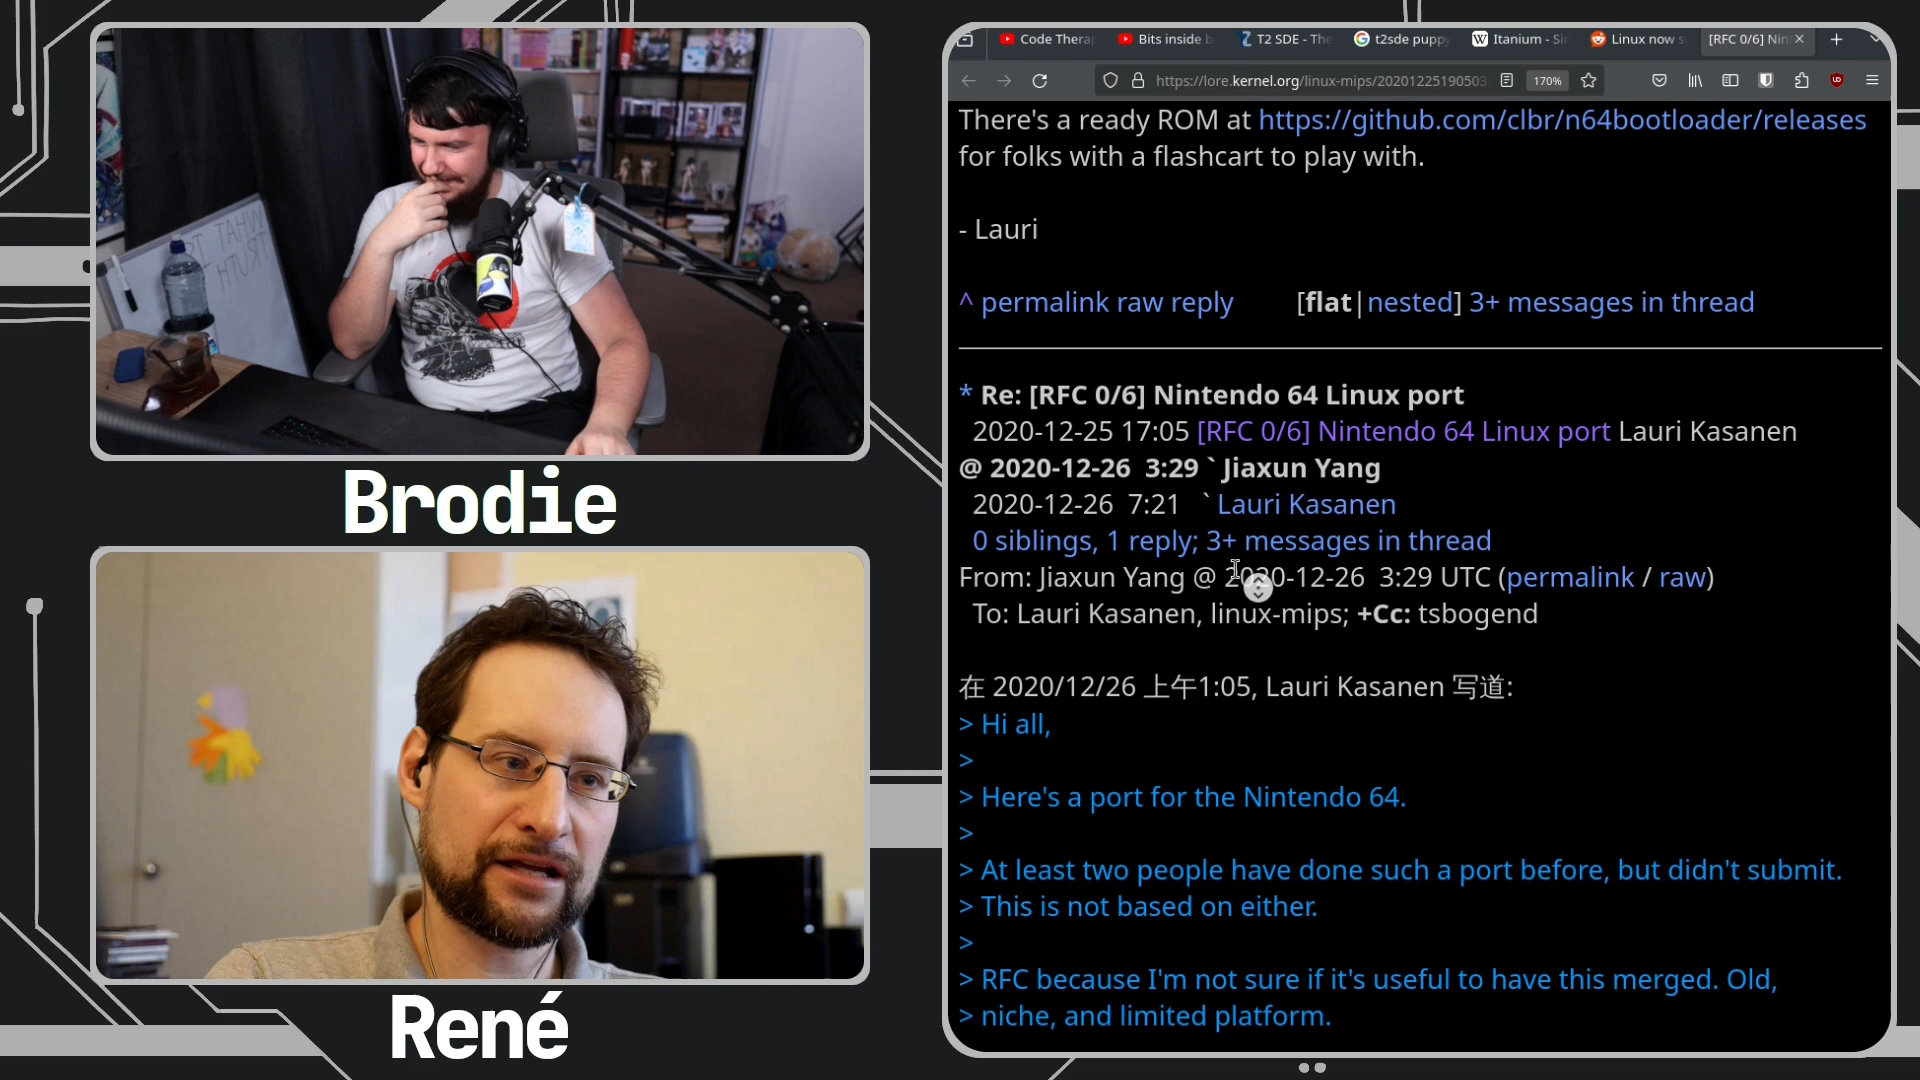 WHAT IS
TRUTH
Brodie
René
Code Thera
Bits inside b
T2 SDE - The
t2sde puppy
Itanium - Si
Linux now s
[RFC 0/6] Nin
https://lore.kernel.org/linux-mips/20201225190503
170%
There's a ready ROM at https://github.com/clbr/n64bootloader/releases
for folks with a flashcart to play with.
- Lauri
^ permalink raw reply [flat|nested] 3+ messages in thread
* Re: [RFC 0/6] Nintendo 64 Linux port
2020-12-25 17:05 [RFC 0/6] Nintendo 64 Linux port Lauri Kasanen
@ 2020-12-26 3:29 ` Jiaxun Yang
2020-12-26 7:21 ` Lauri Kasanen
0 siblings, 1 reply; 3+ messages in thread
From: Jiaxun Yang @ 2020-12-26 3:29 UTC (permalink / raw)
To: Lauri Kasanen, linux-mips; +Cc: tsbogend
在 2020/12/26 上午1:05, Lauri Kasanen 写道:
> Hi all,
>
> Here's a port for the Nintendo 64.
>
> At least two people have done such a port before, but didn't submit.
> This is not based on either.
>
> RFC because I'm not sure if it's useful to have this merged. Old,
> niche, and limited platform.